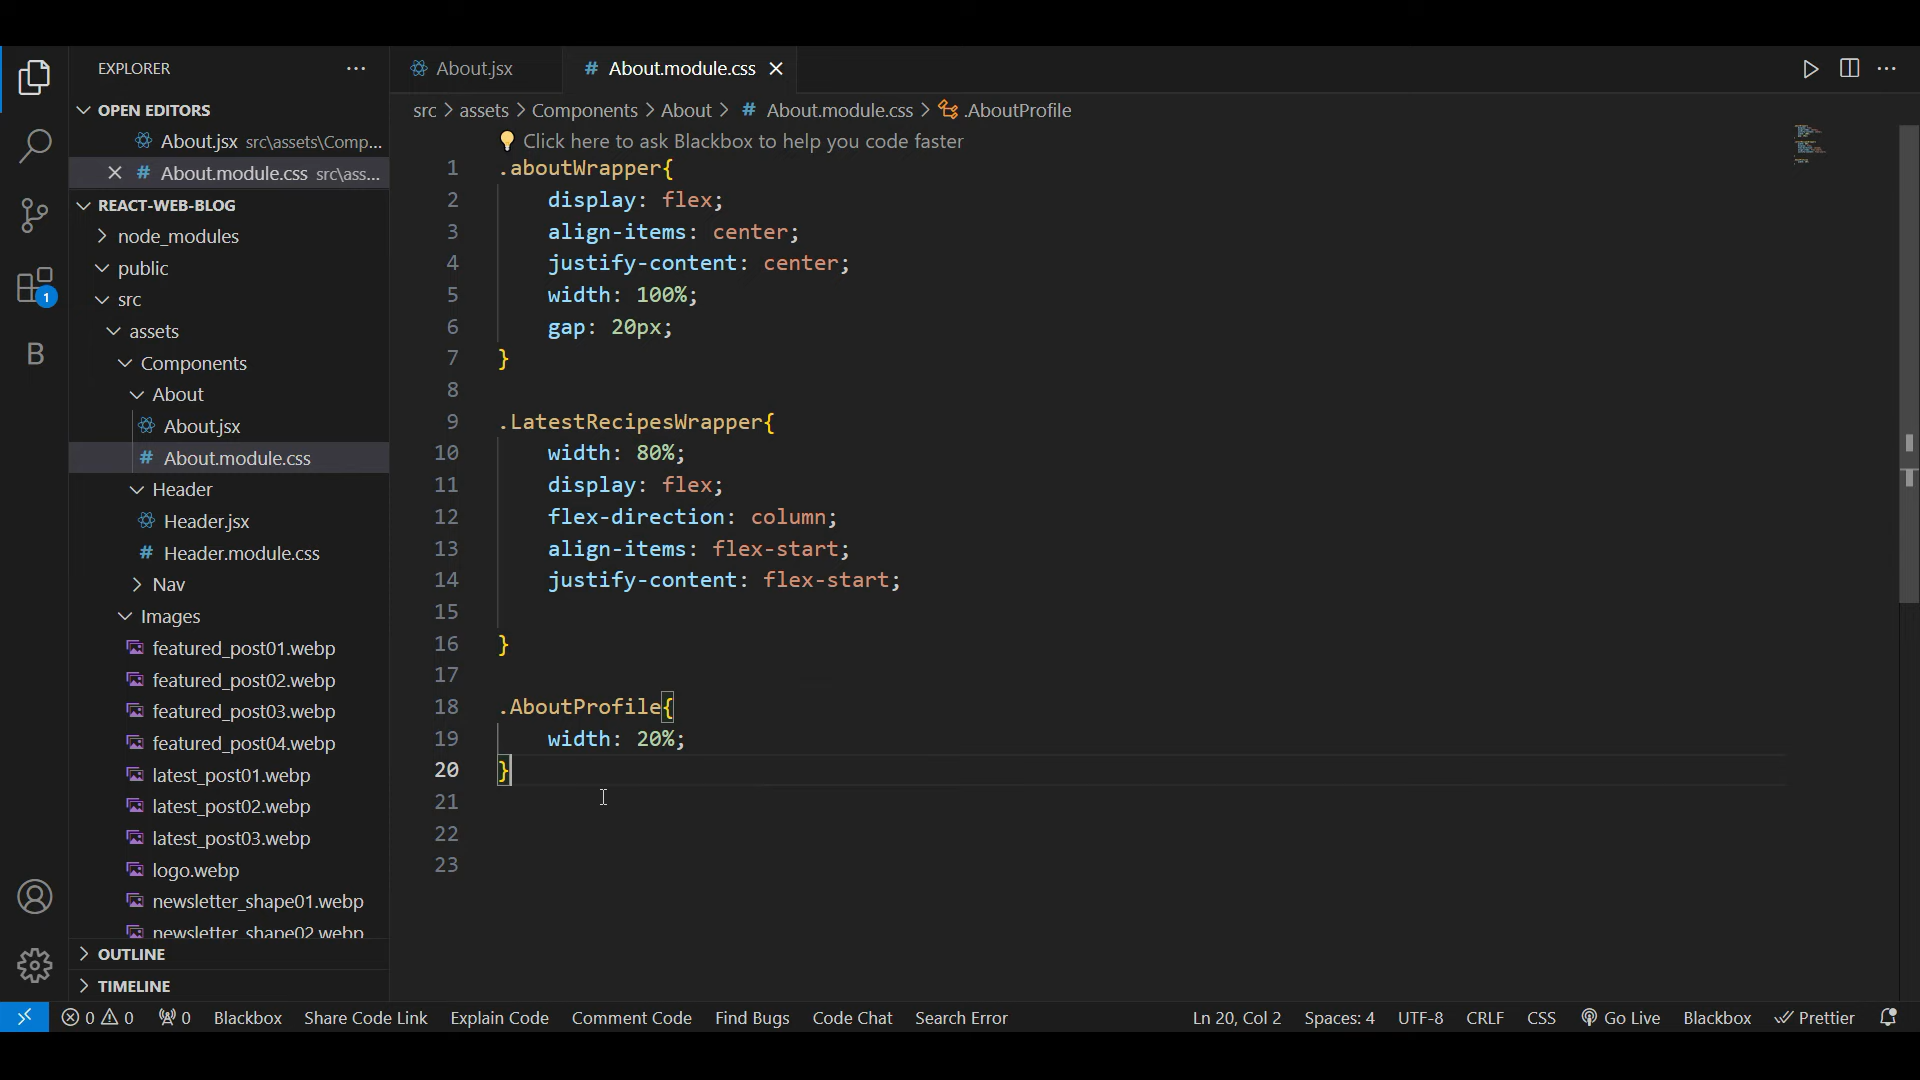 EXPLORER
OPEN EDITORS
About.jsx src\assets\Comp...
# About.module.css src\ass...
REACT-WEB-BLOG
node_modules
public
src
assets
Components
About
About.jsx
# About.module.css
Header
Header.jsx
# Header.module.css
Nav
Images
featured_post01.webp
featured_post02.webp
featured_post03.webp
featured_post04.webp
latest_post01.webp
latest_post02.webp
latest_post03.webp
logo.webp
newsletter_shape01.webp
newsletter_shape02.webp
OUTLINE
TIMELINE
1
B
About.jsx
# About.module.css
src > assets > Components > About > # About.module.css > .AboutProfile
Click here to ask Blackbox to help you code faster
1 .aboutWrapper{
2 display: flex;
3 align-items: center;
4 justify-content: center;
5 width: 100%;
6 gap: 20px;
7 }
8
9 .LatestRecipesWrapper{
10 width: 80%;
11 display: flex;
12 flex-direction: column;
13 align-items: flex-start;
14 justify-content: flex-start;
15
16 }
17
18 .AboutProfile{
19 width: 20%;
20 }
21
22
23
0 0 0 Blackbox Share Code Link Explain Code Comment Code Find Bugs Code Chat Search Error Ln 20, Col 2 Spaces: 4 UTF-8 CRLF CSS Go Live Blackbox Prettier